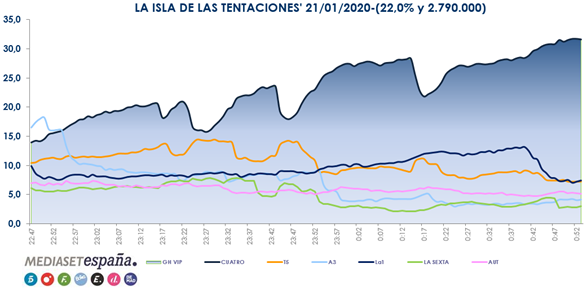 LA ISLA DE LAS TENTACIONES' 21/01/2020-(22,0% y 2.790.000)
35,0
30,0
25,0
20,0
15,0
10,0
5,0
0,0
22:47 22:52 22:57 23:02 23:07 23:12 23:17 23:22 23:27 23:32 23:37 23:42 23:47 23:52 23:57 0:02 0:07 0:12 0:17 0:22 0:27 0:32 0:37 0:42 0:47 0:52
GH VIP CUATRO T5 A3 La1 LA SEXTA AUT
MEDIASETespaña.